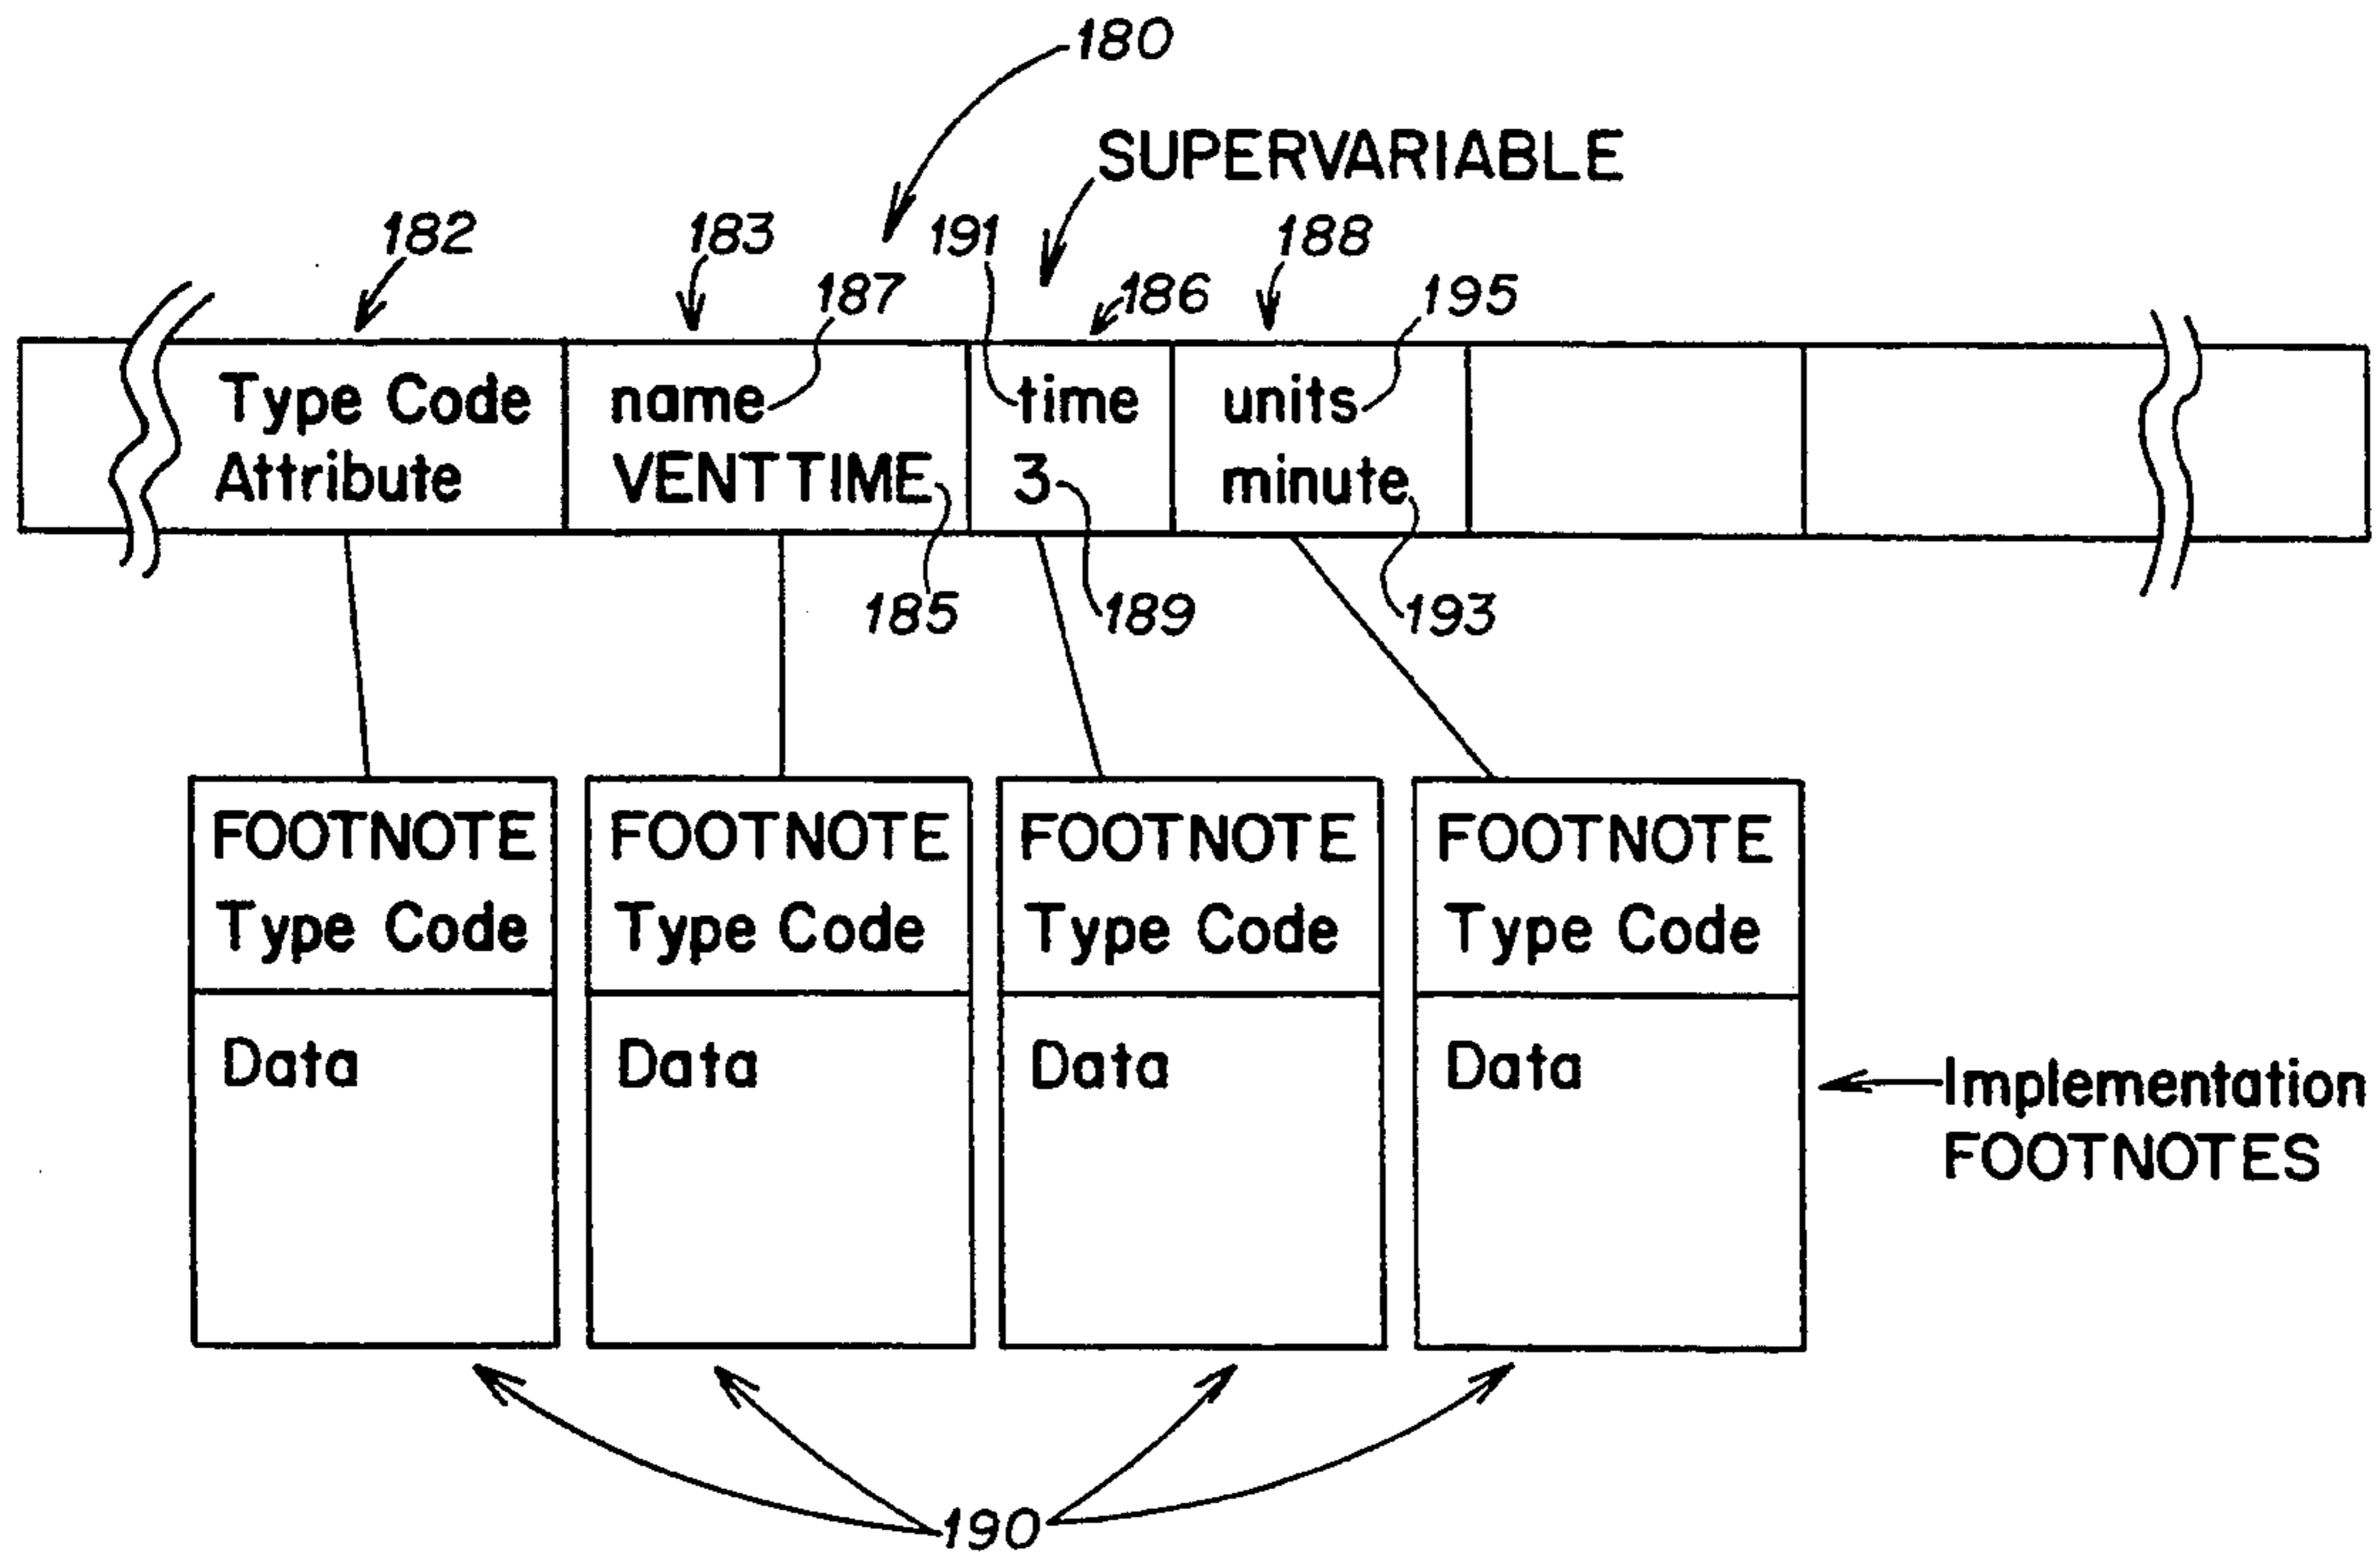 180
SUPERVARIABLE
182 183 191 188
187 186 195
Type Code name time units
Attribute VENT TIME 3 minute
185 189 193
FOOTNOTE FOOTNOTE FOOTNOTE FOOTNOTE
Type Code Type Code Type Code Type Code
Data Data Data Data
Implementation
FOOTNOTES
190